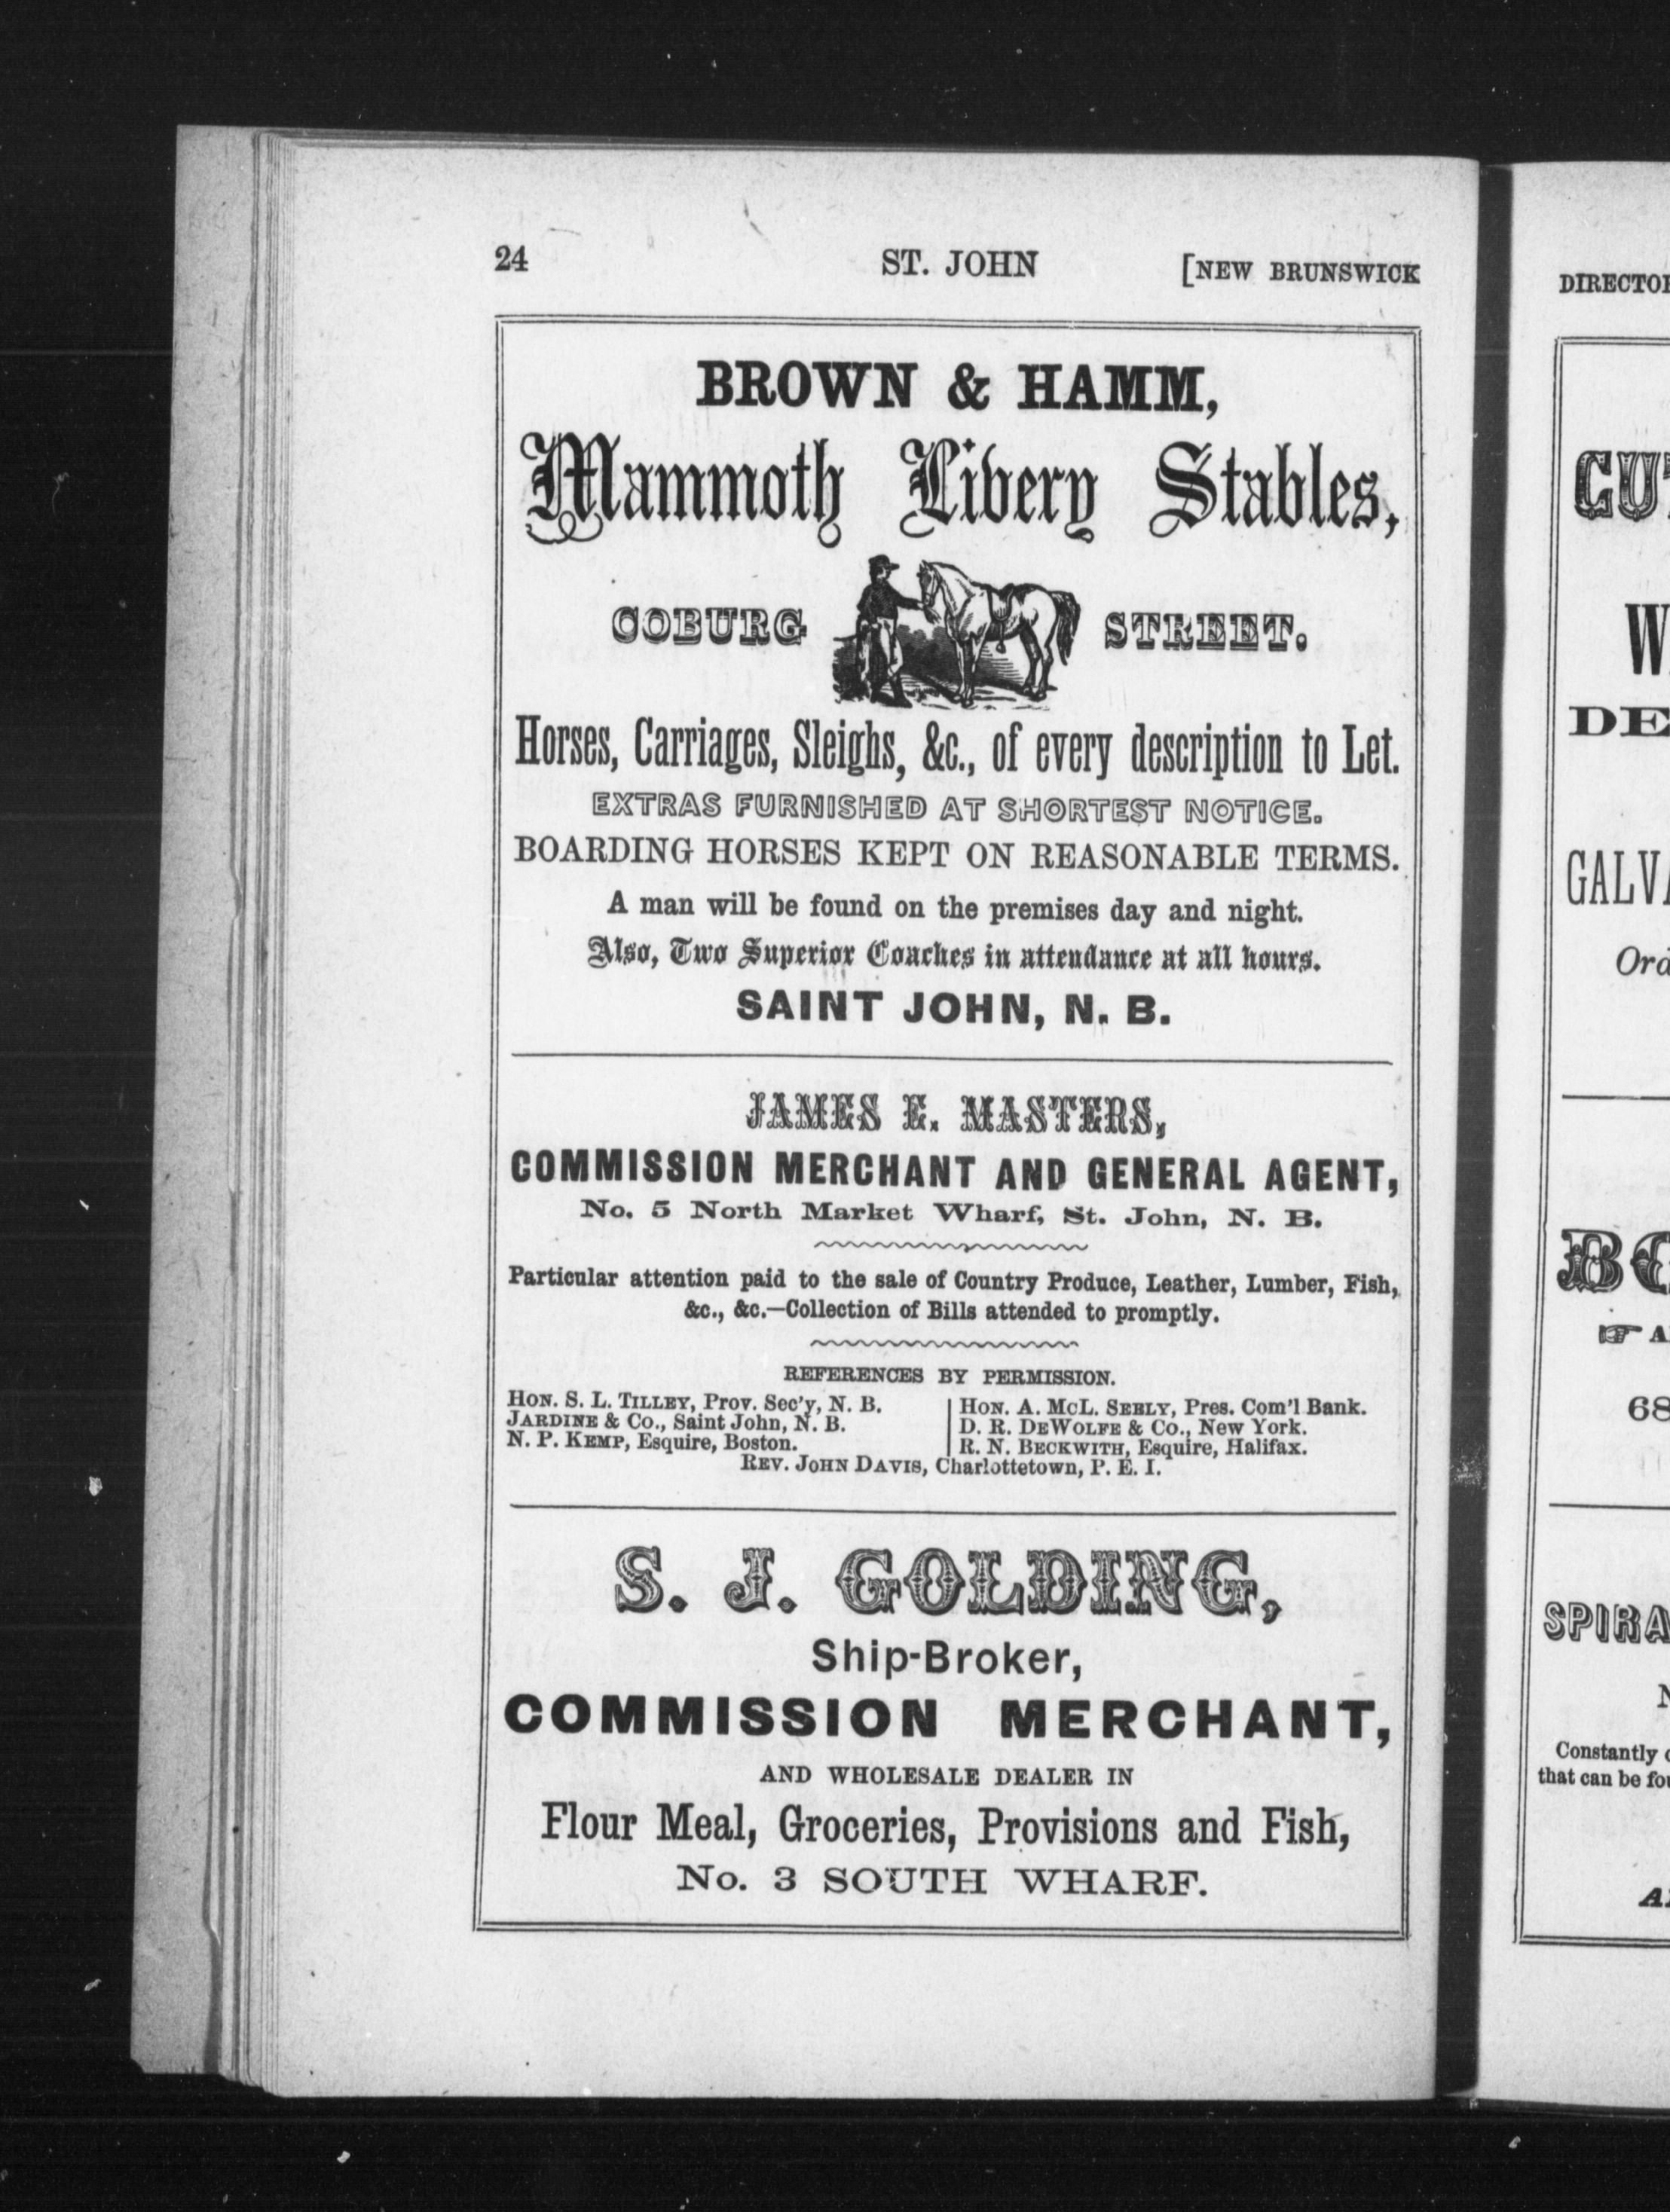 24 ST. JOHN [NEW BRUNSWICK
BROWN & HAMM,
Mammoth Livery Stables,
COBURG STREET.
Horses, Carriages, Sleighs, &c., of every description to Let.
EXTRAS FURNISHED AT SHORTEST NOTICE.
BOARDING HORSES KEPT ON REASONABLE TERMS.
A man will be found on the premises day and night.
Also, Two Superior Coaches in attendance at all hours.
SAINT JOHN, N. B.
JAMES E. MASTERS,
COMMISSION MERCHANT AND GENERAL AGENT,
No. 5 North Market Wharf, St. John, N. B.
Particular attention paid to the sale of Country Produce, Leather, Lumber, Fish,
&c., &c.—Collection of Bills attended to promptly.
REFERENCES BY PERMISSION.
HON. S. L. TILLEY, Prov. Sec'y, N. B.
JARDINE & CO., Saint John, N. B.
N. P. KEMP, Esquire, Boston.
HON. A. MCL. SEELY, Pres. Com'l Bank.
D. R. DEWOLFE & CO., New York.
R. N. BECKWITH, Esquire, Halifax.
REV. JOHN DAVIS, Charlottetown, P. E. I.
S. J. GOLDING,
Ship-Broker,
COMMISSION MERCHANT,
AND WHOLESALE DEALER IN
Flour Meal, Groceries, Provisions and Fish,
No. 3 SOUTH WHARF.
DE
Constantly
that can be
68